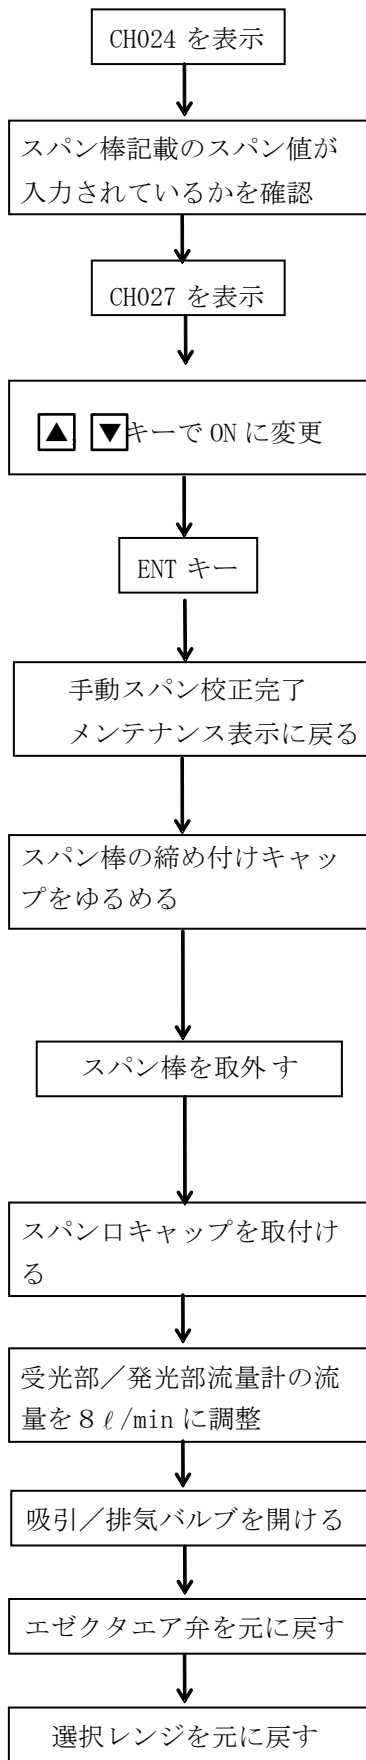 CH024 を表示
スパン棒記載のスパン値が
入力されているかを確認
CH027 を表示
▲, ▼キーで ON に変更
ENT キー
手動スパン校正完了
メンテナンス表示に戻る
スパン棒の締め付けキャッ
プをゆるめる
スパン棒を取外す
スパン口キャップを取付け
る
受光部／発光部流量計の流
量を８ℓ/min に調整
吸引／排気バルブを開ける
エゼクタエア弁を元に戻す
選択レンジを元に戻す